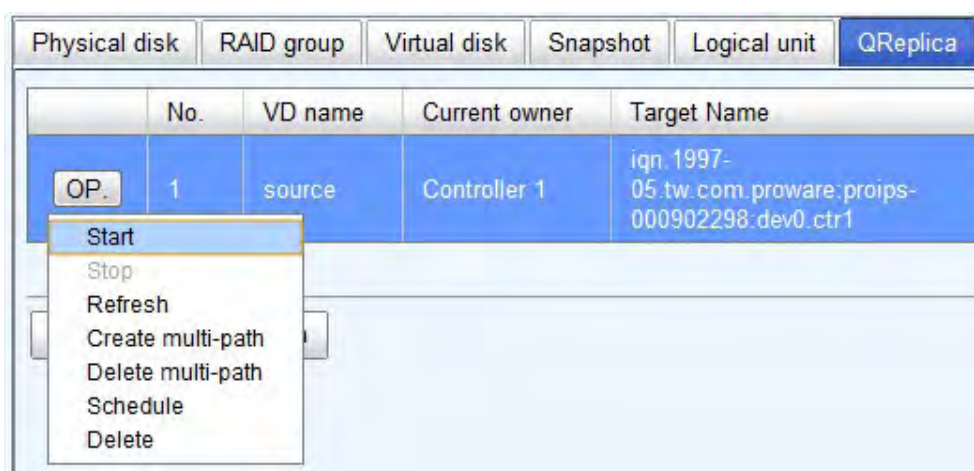 Physical disk RAID group Virtual disk Snapshot Logical unit QReplica
No. VD name Current owner Target Name
OP. 1 source Controller 1 iqn.1997-
05.tw.com.proware:proips-
000902298:dev0.ctr1
Start
Stop
Refresh
Create multi-path
Delete multi-path
Schedule
Delete